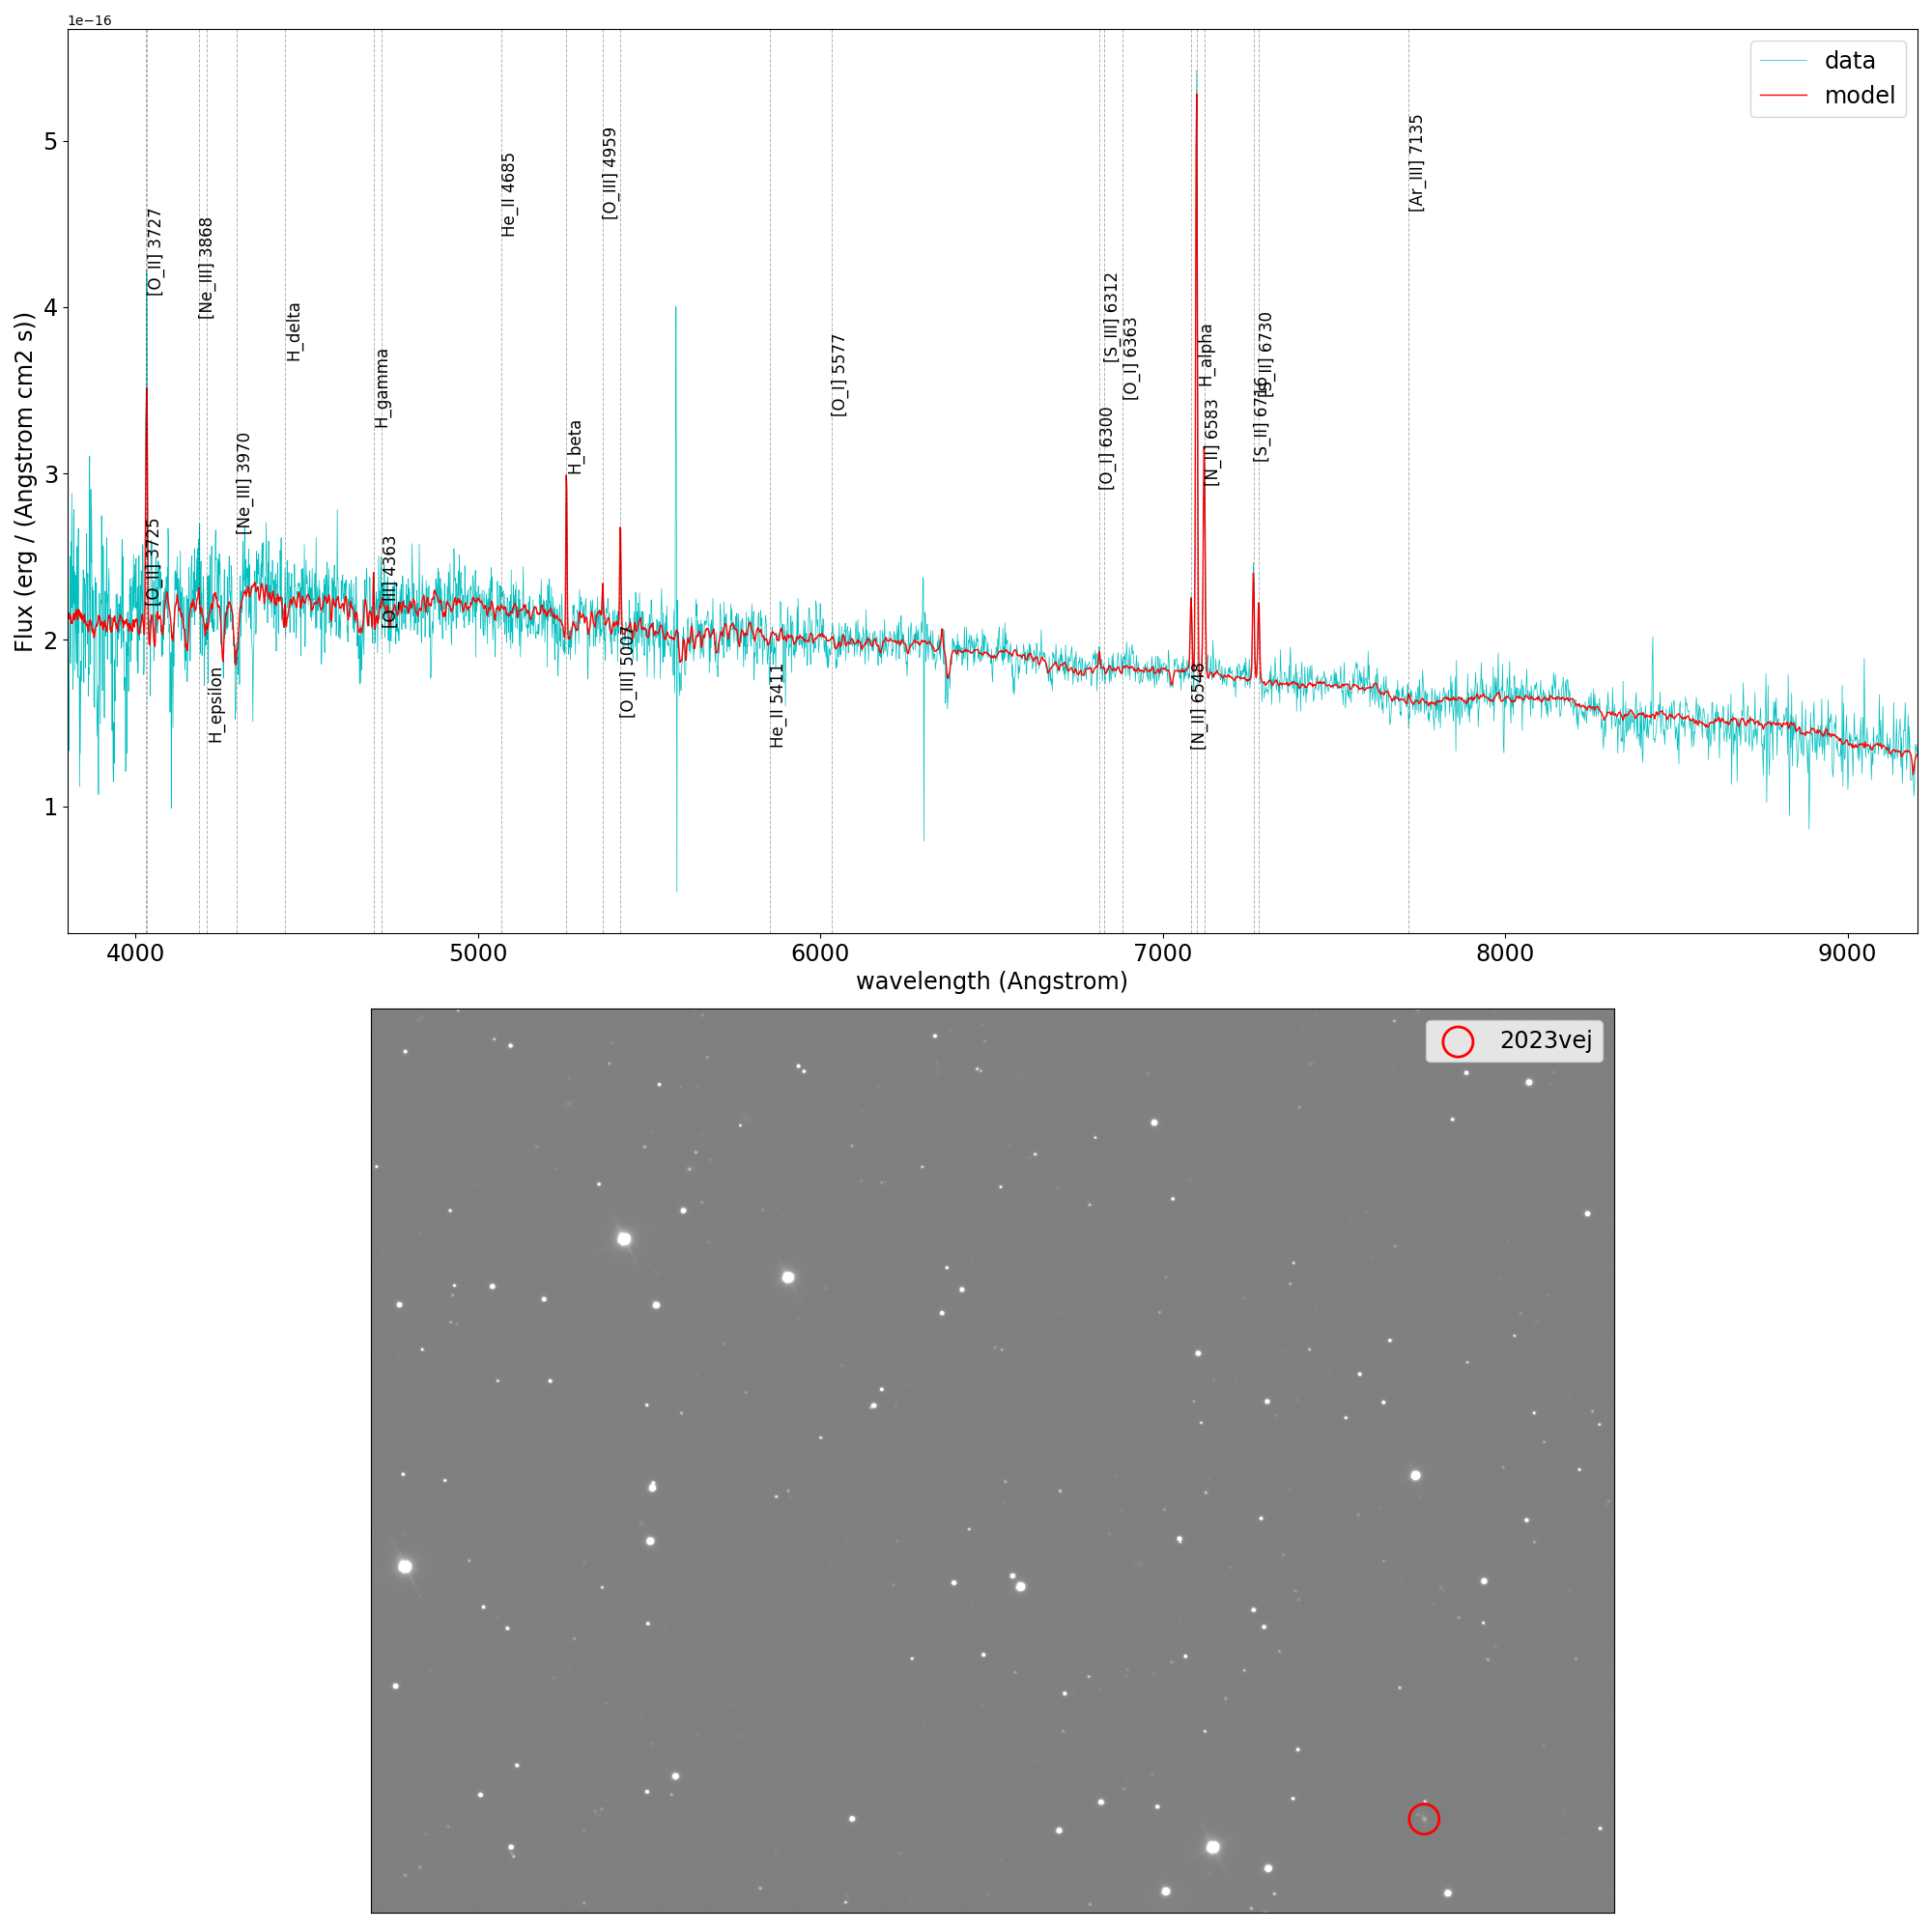 1e−16
data
model
[O_III] 4959
[Ar_III] 7135
He_II 4685
[O_II] 3727
[Ne_III] 3868
[S_III] 6312
[O_I] 6363
[S_II] 6730
H_delta
H_gamma
[O_I] 5577
H_alpha
[S_II] 6716
[N_II] 6583
[O_I] 6300
H_beta
[Ne_III] 3970
[O_II] 3725
[O_III] 4363
[O_III] 5007
H_epsilon
He_II 5411
[N_II] 6548
5
4
3
2
1
Flux (erg / (Angstrom cm2 s))
4000 5000 6000 7000 8000 9000
wavelength (Angstrom)
2023vej